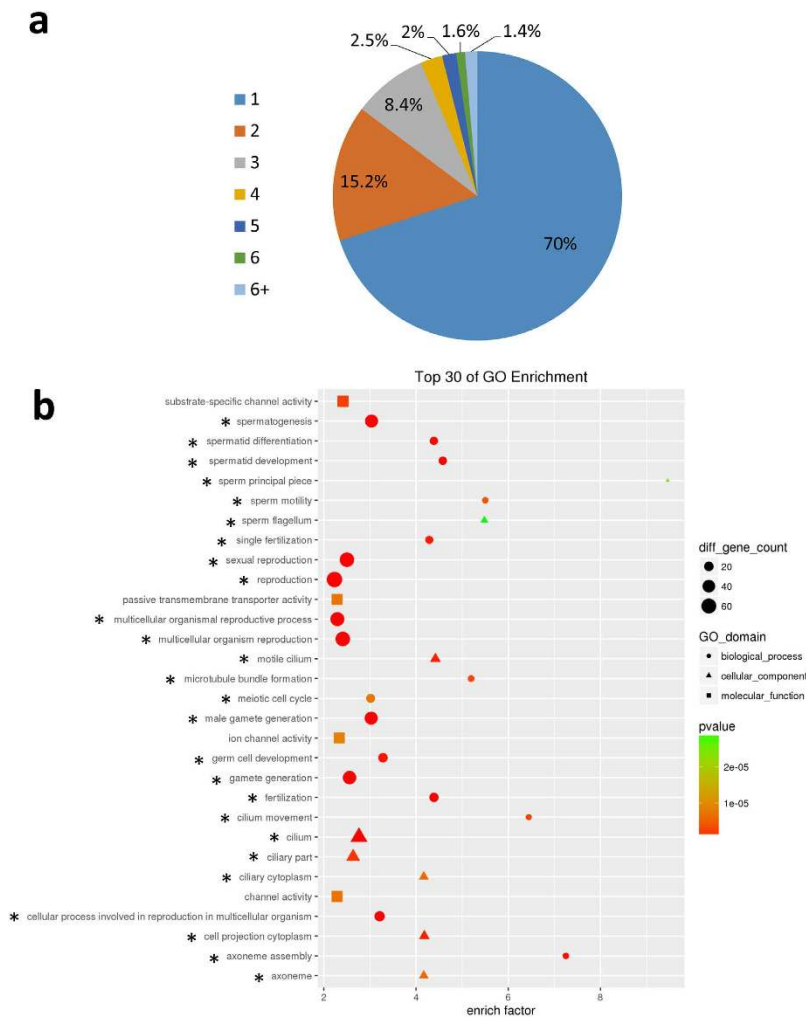 a
2.5%
2%
1.6%
1.4%
8.4%
15.2%
70%
1
2
3
4
5
6
6+
b
Top 30 of GO Enrichment
substrate-specific channel activity
* spermatogenesis
* spermatid differentiation
* spermatid development
* sperm principal piece
* sperm motility
* sperm flagellum
* single fertilization
* sexual reproduction
* reproduction
passive transmembrane transporter activity
* multicellular organismal reproductive process
* multicellular organism reproduction
* motile cilium
* microtubule bundle formation
* meiotic cell cycle
* male gamete generation
ion channel activity
* germ cell development
* gamete generation
* fertilization
* cilium movement
* cilium
* ciliary part
* ciliary cytoplasm
channel activity
* cellular process involved in reproduction in multicellular organism
* cell projection cytoplasm
* axoneme assembly
* axoneme
2 4 6 8
enrich factor
diff_gene_count
20
40
60
GO_domain
biological_process
cellular_component
molecular_function
pvalue
2e-05
1e-05